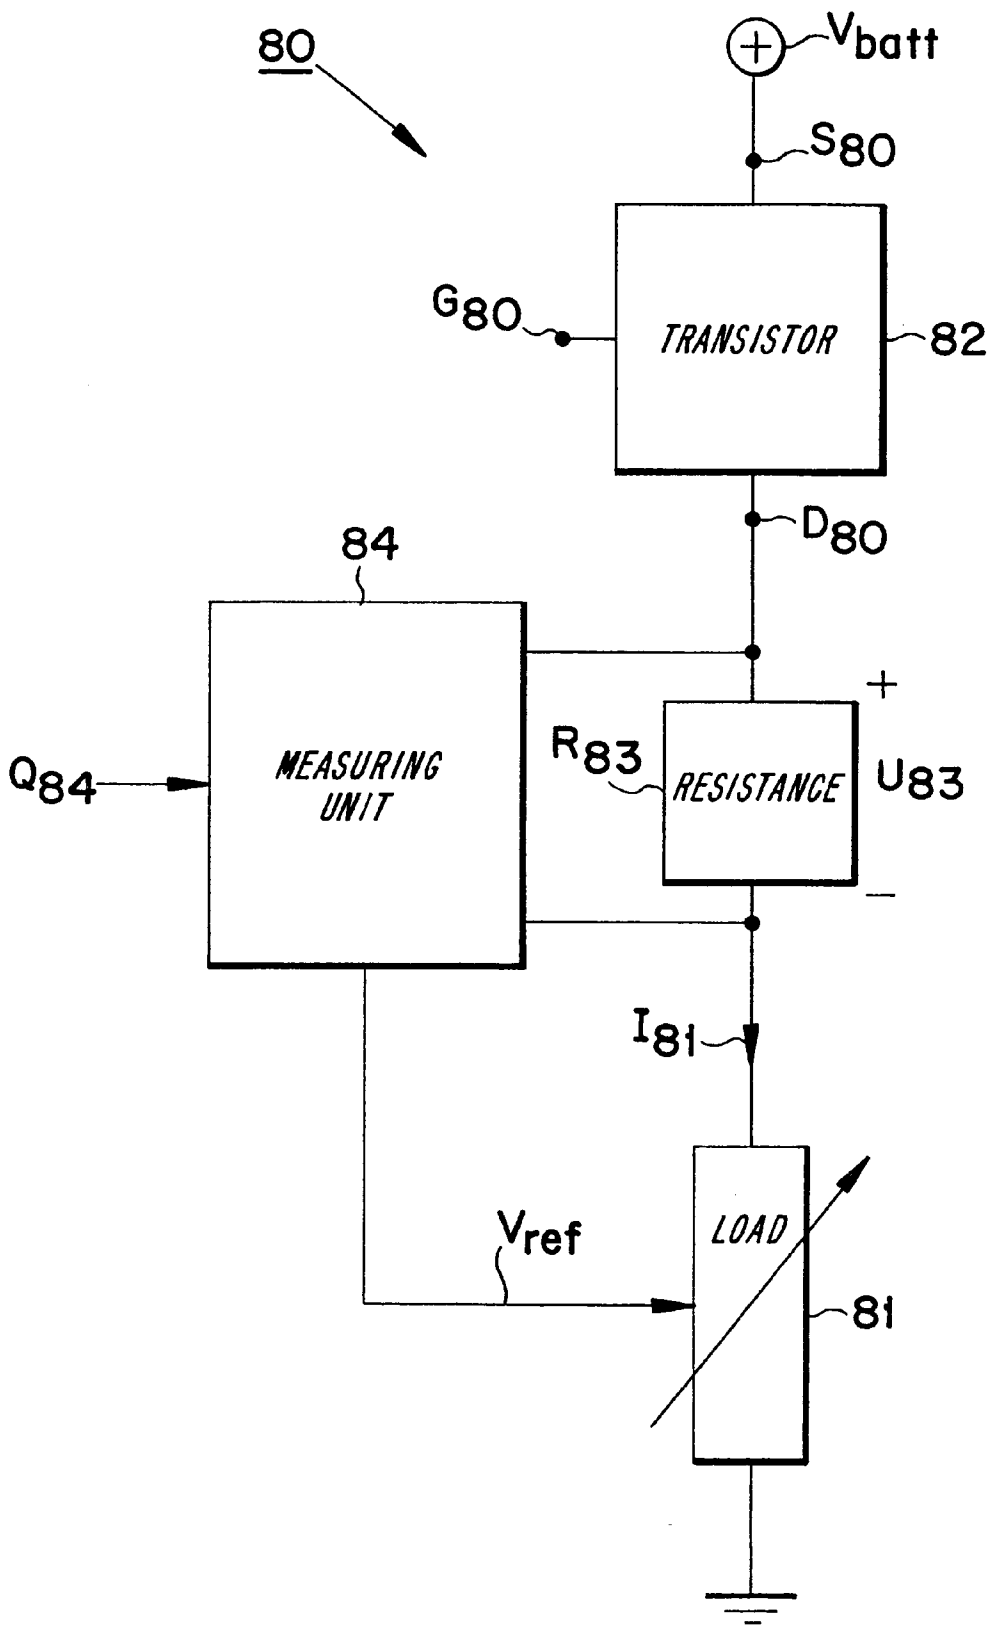 80
+
Vbatt
S80
G80
TRANSISTOR
82
D80
84
+
R83
MEASURING
UNIT
Q84
RESISTANCE
U83
−
I81
LOAD
Vref
81